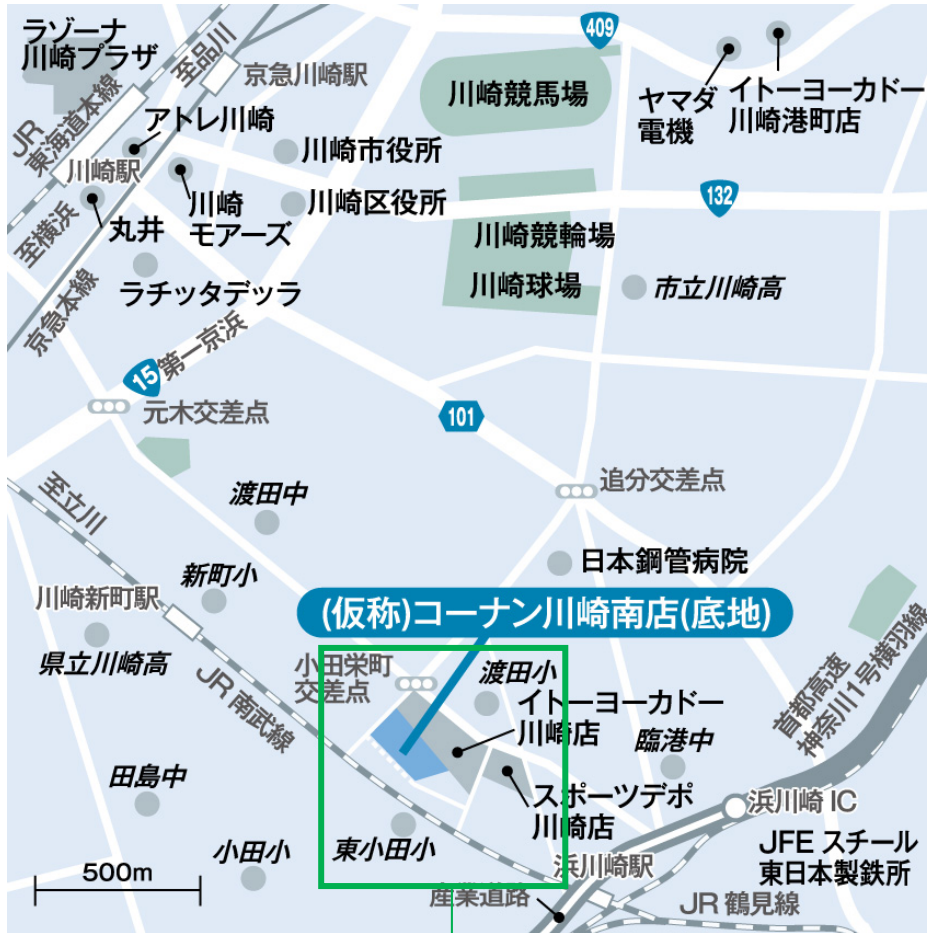 ラゾーナ
川崎プラザ
至品川
京急川崎駅
409
川崎競馬場
ヤマダ
電機
イトーヨーカドー
川崎港町店
JR
東海道本線
アトレ川崎
川崎市役所
川崎駅
川崎
モアーズ
川崎区役所
132
丸井
至横浜
川崎競輪場
川崎球場
市立川崎高
ラチッタデッラ
京急本線
第一京浜
15
元木交差点
101
追分交差点
至立川
渡田中
日本鋼管病院
新町小
川崎新町駅
(仮称)コーナン川崎南店(底地)
県立川崎高
小田栄町
交差点
渡田小
首都高速
神奈川1号横羽線
JR 南武線
イトーヨーカドー
川崎店
臨港中
田島中
スポーツデポ
川崎店
浜川崎 IC
東小田小
小田小
JFE スチール
東日本製鉄所
500m
浜川崎駅
産業道路
JR 鶴見線